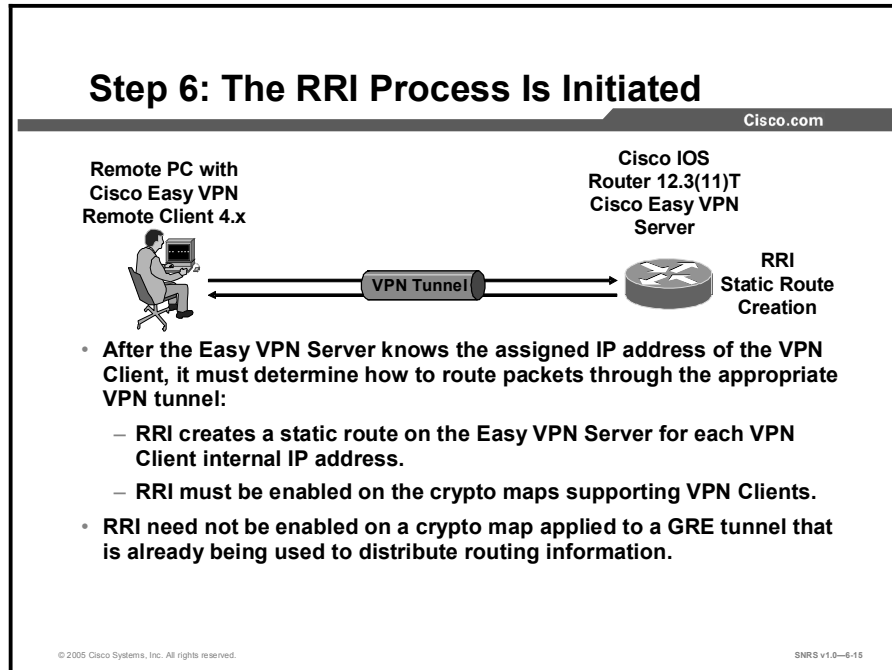 Step 6: The RRI Process Is Initiated
Cisco.com
Remote PC with
Cisco Easy VPN
Remote Client 4.x
Cisco IOS
Router 12.3(11)T
Cisco Easy VPN
Server
VPN Tunnel
RRI
Static Route
Creation
• After the Easy VPN Server knows the assigned IP address of the VPN
Client, it must determine how to route packets through the appropriate
VPN tunnel:
– RRI creates a static route on the Easy VPN Server for each VPN
Client internal IP address.
– RRI must be enabled on the crypto maps supporting VPN Clients.
• RRI need not be enabled on a crypto map applied to a GRE tunnel that
is already being used to distribute routing information.
© 2005 Cisco Systems, Inc. All rights reserved.
SNRS v1.0—6-15